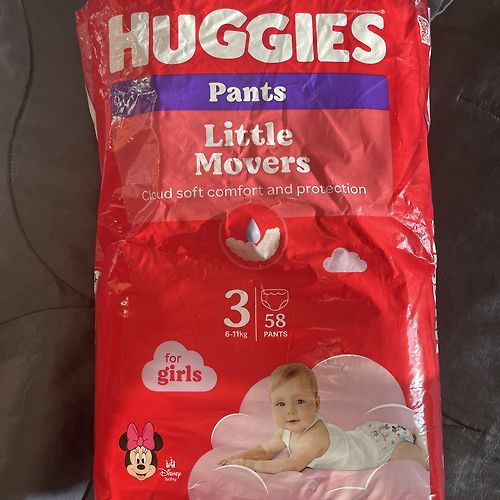 HUGGIES
Pants
Little
Movers
Cloud soft comfort and protection
3
6-11kg
58
PANTS
for
girls
Disney
baby